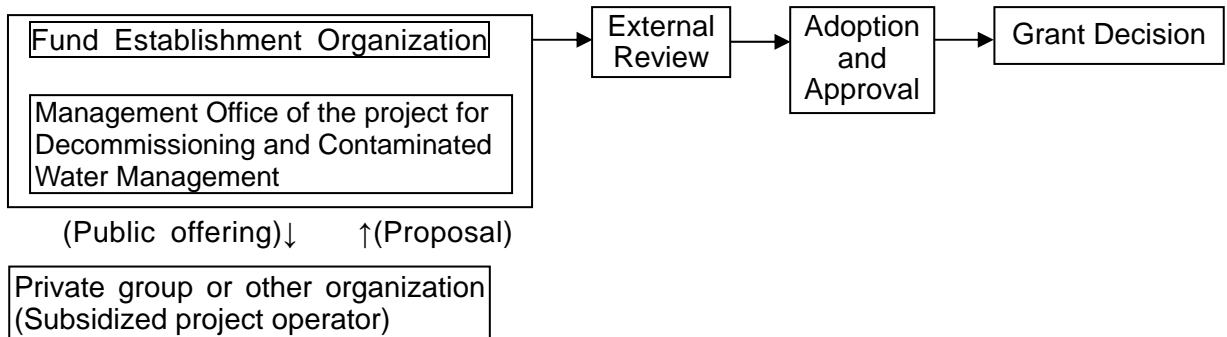 Fund Establishment Organization
Management Office of the project for
Decommissioning and Contaminated
Water Management
(Public offering)↓ ↑(Proposal)
Private group or other organization
(Subsidized project operator)
External
Review
Adoption
and
Approval
Grant Decision